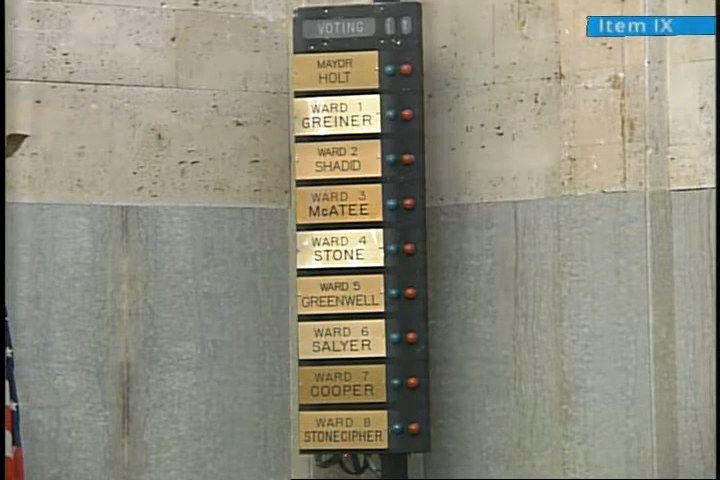 Item IX
VOTING
MAYOR
HOLT
WARD 1
GREINER
WARD 2
SHADID
WARD 3
McATEE
WARD 4
STONE
WARD 5
GREENWELL
WARD 6
SALYER
WARD 7
COOPER
WARD 8
STONECIPHER